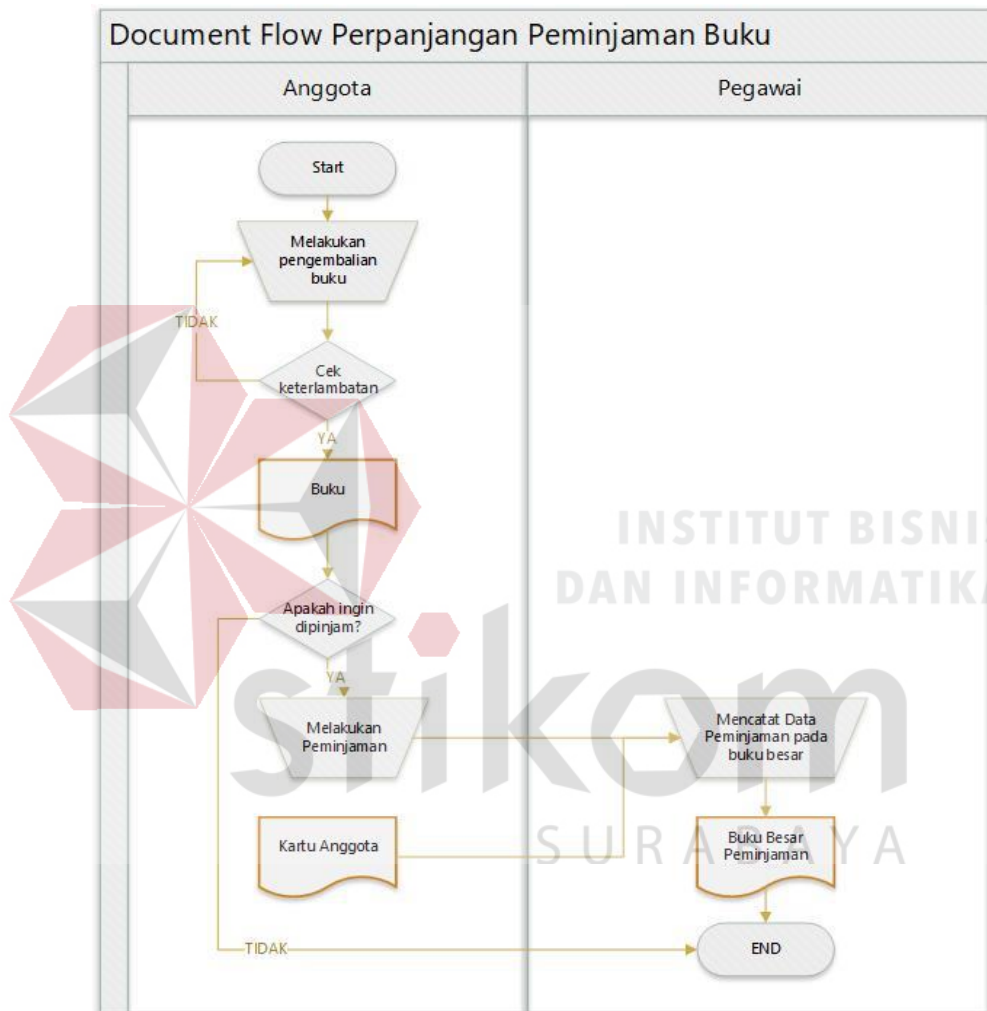 Document Flow Perpanjangan Peminjaman Buku
Anggota
Pegawai
Start
Melakukan
pengembalian
buku
TIDAK
Cek
keterlambatan
YA
Buku
INSTITUT BISNIS
DAN INFORMATIKA
Apakah ingin
dipinjam?
YA
stikom
Melakukan
Peminjaman
Mencatat Data
Peminjaman pada
buku besar
Kartu Anggota
Buku Besar
Peminjaman
SURABAYA
TIDAK
END